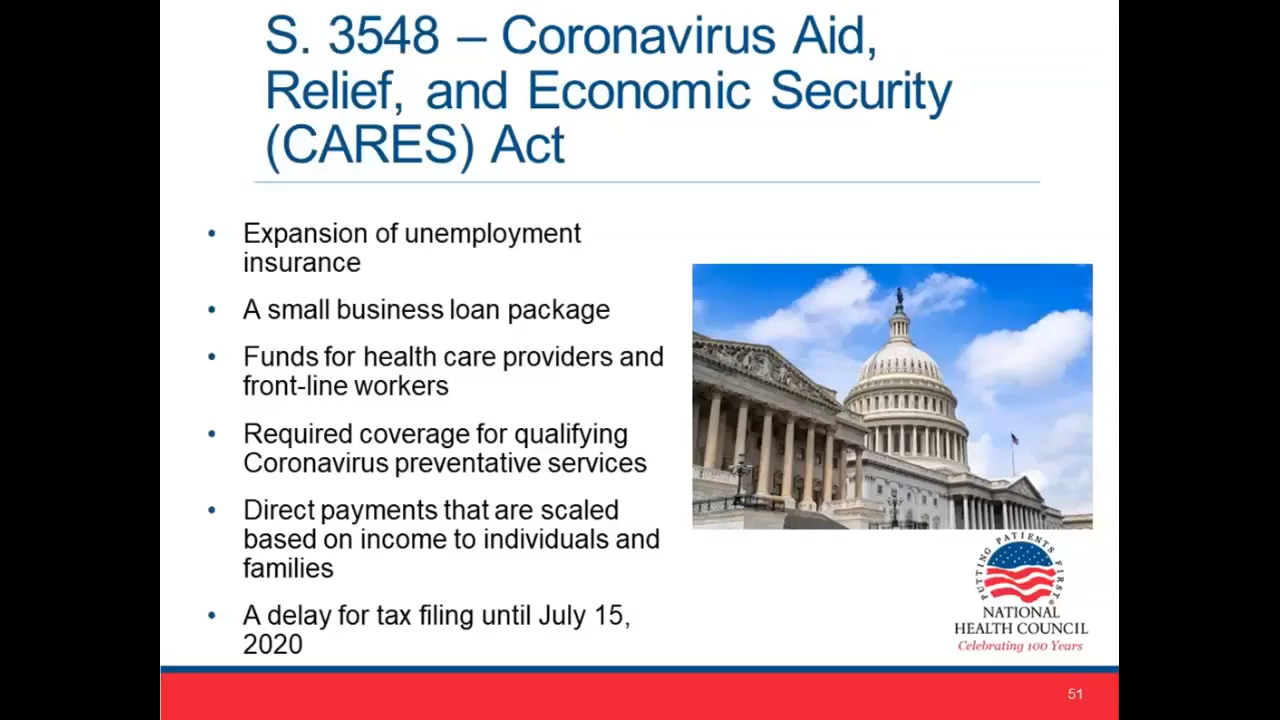 S. 3548 – Coronavirus Aid,
Relief, and Economic Security
(CARES) Act
• Expansion of unemployment
insurance
• A small business loan package
• Funds for health care providers and
front-line workers
• Required coverage for qualifying
Coronavirus preventative services
• Direct payments that are scaled
based on income to individuals and
families
• A delay for tax filing until July 15,
2020
PUTTING PATIENTS FIRST
®
NATIONAL
HEALTH COUNCIL
Celebrating 100 Years
51